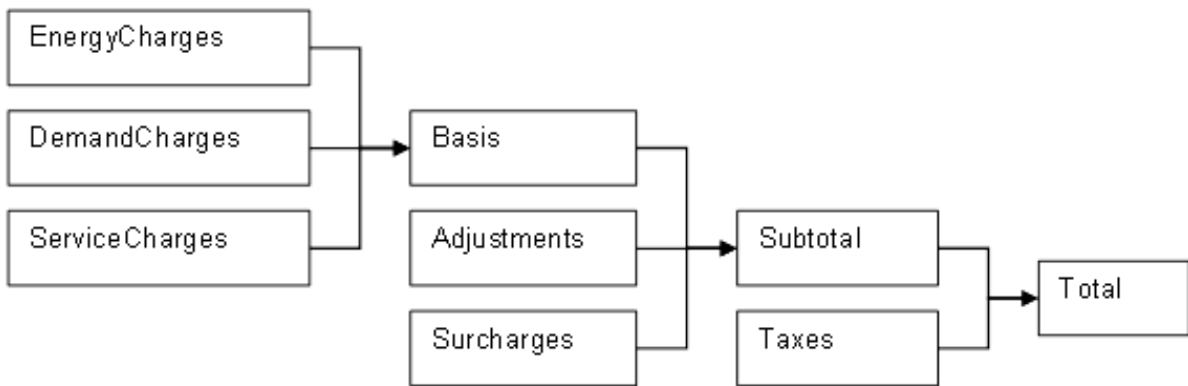 EnergyCharges
DemandCharges
ServiceCharges
Basis
Adjustments
Surcharges
Subtotal
Taxes
Total